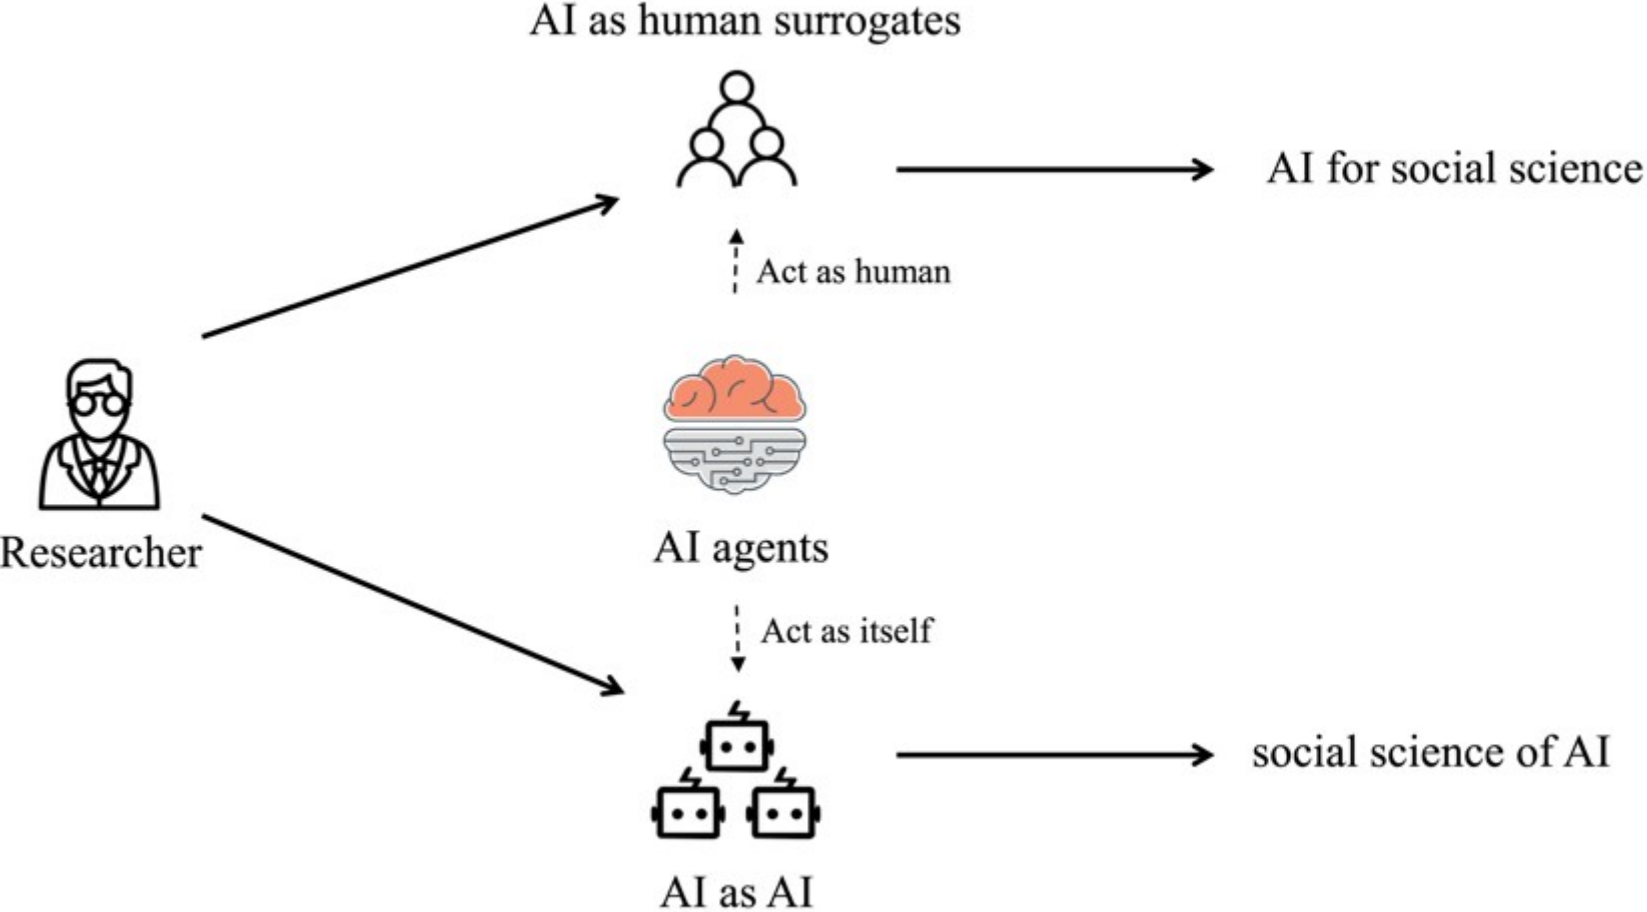 AI as human surrogates
AI for social science
Act as human
Researcher
AI agents
Act as itself
social science of AI
AI as AI